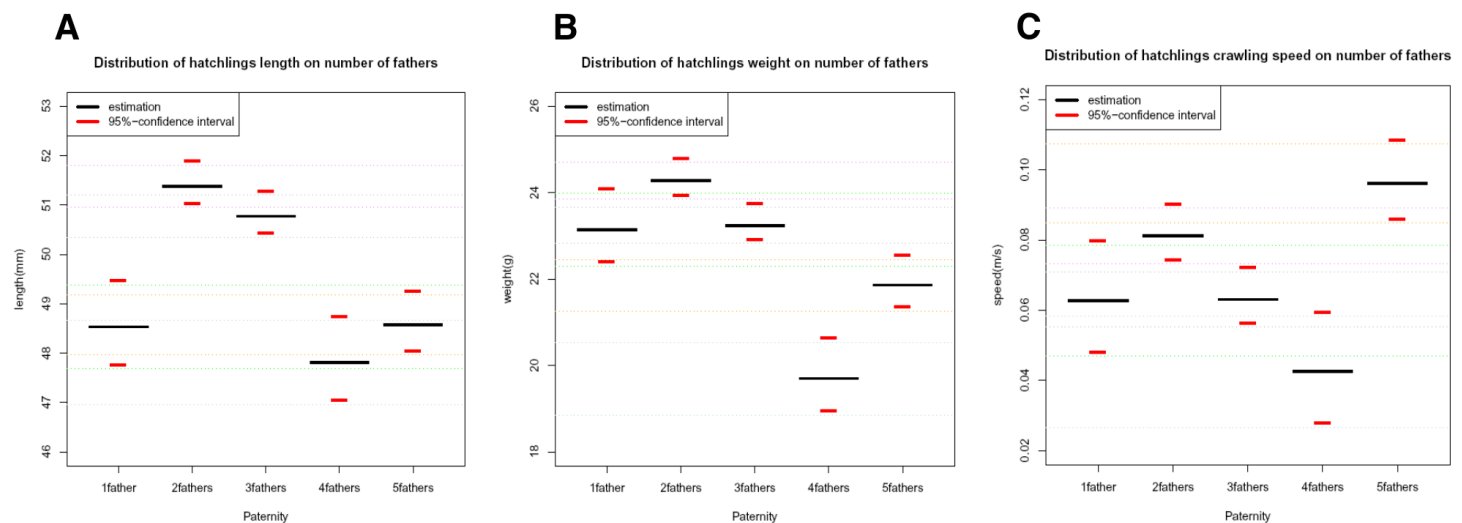 A
Distribution of hatchlings length on number of fathers
estimation
95%-confidence interval
53
52
51
50
49
48
47
46
length(mm)
1father
2fathers
3fathers
4fathers
5fathers
Paternity
B
Distribution of hatchlings weight on number of fathers
estimation
95%-confidence interval
26
24
22
20
18
weight(g)
1father
2fathers
3fathers
4fathers
5fathers
Paternity
C
Distribution of hatchlings crawling speed on number of fathers
estimation
95%-confidence interval
0.12
0.10
0.08
0.06
0.04
0.02
speed(m/s)
1father
2fathers
3fathers
4fathers
5fathers
Paternity